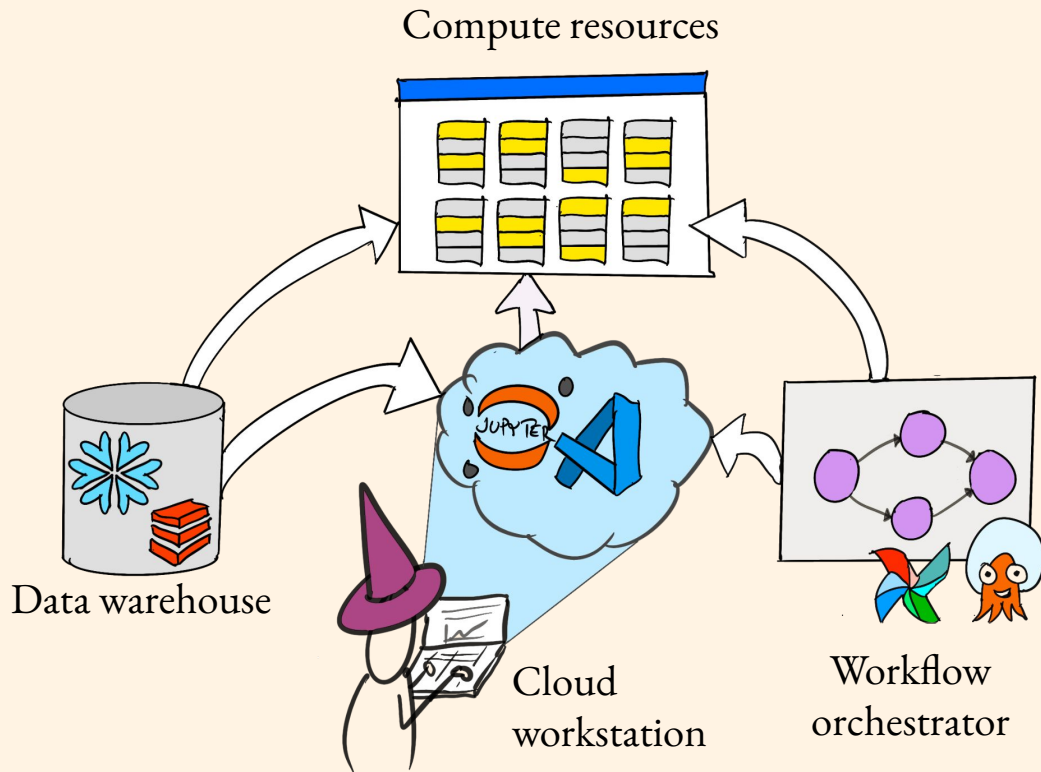 Compute resources
JUPYTER
Data warehouse
Cloud
workstation
Workflow
orchestrator